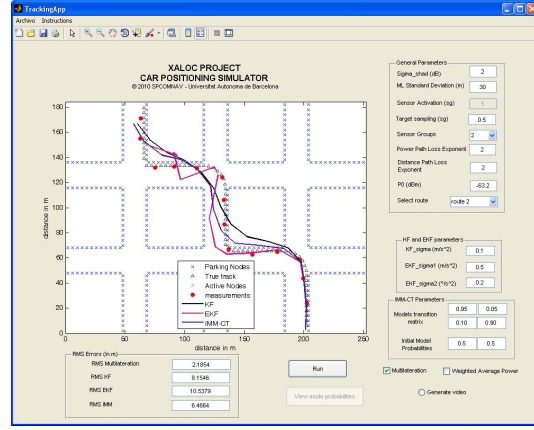 TrackingApp
Archivo Instructions
XALOC PROJECT
CAR POSITIONING SIMULATOR
© 2010 SPCOMNAV - Universitat Autonoma de Barcelona
180
160
140
120
100
80
60
40
20
0
distance in m
0 50 100 150 200 250
distance in m
Parking Nodes
True track
Active Nodes
measurements
KF
EKF
IMM-CT
General Parameters
Sigma_shad (dB) 2
ML Standard Deviation (m) 30
Sensor Activation (sg) 5
Target sampling (sg) 0.5
Sensor Groups 2
Power Path Loss Exponent 2
Distance Path Loss Exponent 2
P0 (dBm) -63.2
Select route route 2
KF and EKF parameters
KF_sigma (m/s^2) 0.1
EKF_sigma1 (m/s^2) 0.5
EKF_sigma2 (°/s^2) 0.2
IMM-CT Parameters
Models transition matrix 0.95 0.05
0.10 0.90
Initial Model Probabilities 0.5 0.5
RMS Errors (in m)
RMS Multilateration 2.1854
RMS KF 8.1546
RMS EKF 10.5379
RMS IMM 6.4664
Run
View mode probabilities
Multilateration Weighted Average Power
Generate video